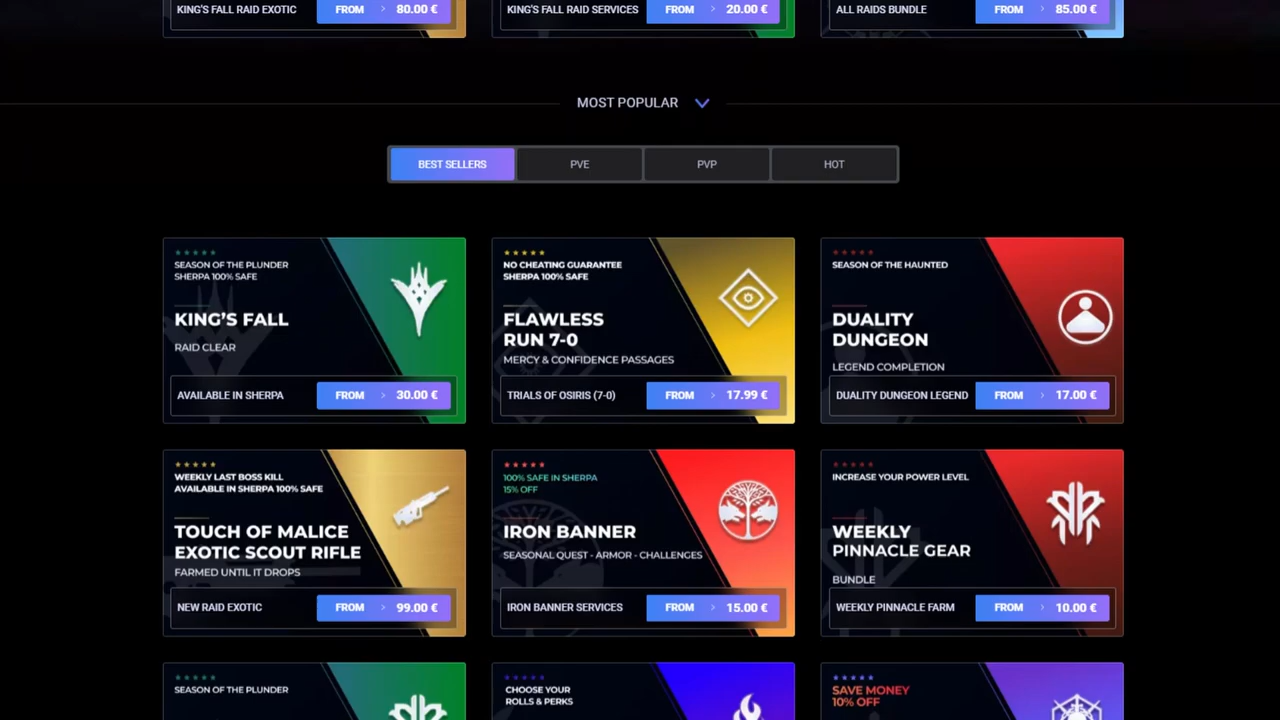 KING'S FALL RAID EXOTIC FROM > 80.00 €
KING'S FALL RAID SERVICES FROM > 20.00 €
ALL RAIDS BUNDLE FROM > 85.00 €
MOST POPULAR
BEST SELLERS PVE PVP HOT
SEASON OF THE PLUNDER
SHERPA 100% SAFE
KING'S FALL
RAID CLEAR
AVAILABLE IN SHERPA FROM > 30.00 €
NO CHEATING GUARANTEE
SHERPA 100% SAFE
FLAWLESS
RUN 7-0
MERCY & CONFIDENCE PASSAGES
TRIALS OF OSIRIS (7-0) FROM > 17.99 €
SEASON OF THE HAUNTED
DUALITY
DUNGEON
LEGEND COMPLETION
DUALITY DUNGEON LEGEND FROM > 17.00 €
WEEKLY LAST BOSS KILL
AVAILABLE IN SHERPA 100% SAFE
TOUCH OF MALICE
EXOTIC SCOUT RIFLE
FARMED UNTIL IT DROPS
NEW RAID EXOTIC FROM > 99.00 €
100% SAFE IN SHERPA
15% OFF
IRON BANNER
SEASONAL QUEST - ARMOR - CHALLENGES
IRON BANNER SERVICES FROM > 15.00 €
INCREASE YOUR POWER LEVEL
WEEKLY
PINNACLE GEAR
BUNDLE
WEEKLY PINNACLE FARM FROM > 10.00 €
SEASON OF THE PLUNDER
CHOOSE YOUR
ROLLS & PERKS
SAVE MONEY
10% OFF